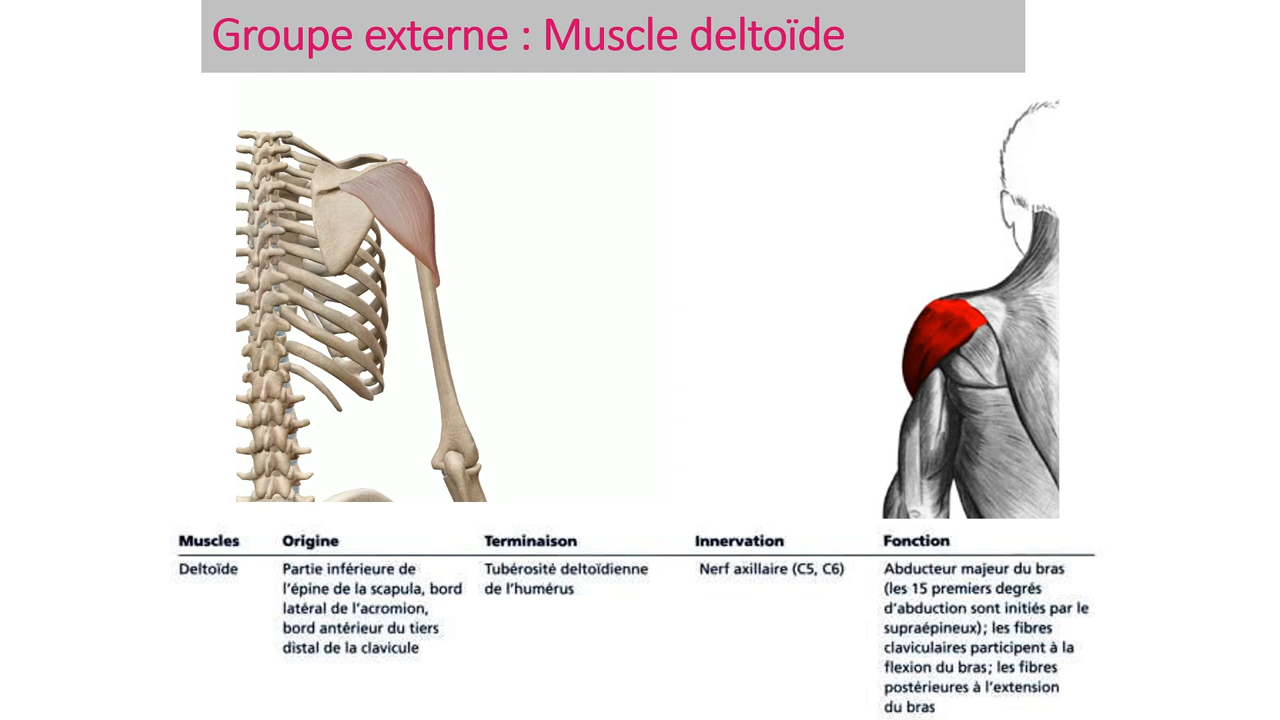 Groupe externe : Muscle deltoïde
Muscles Origine Terminaison Innervation Fonction
Deltoïde
Partie inférieure de
l'épine de la scapula, bord
latéral de l'acromion,
bord antérieur du tiers
distal de la clavicule
Tubérosité deltoïdienne
de l'humérus
Nerf axillaire (C5, C6)
Abducteur majeur du bras
(les 15 premiers degrés
d'abduction sont initiés par le
supraépineux) ; les fibres
claviculaires participent à la
flexion du bras ; les fibres
postérieures à l'extension
du bras